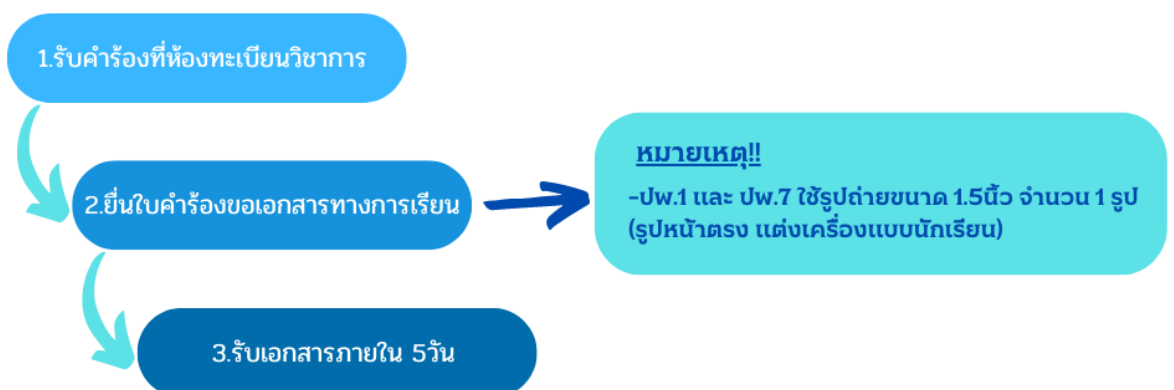 1.รับคำร้องที่ห้องทะเบียนวิชาการ
2.ยื่นใบคำร้องขอเอกสารทางการเรียน
หมายเหตุ!!
-ปพ.1 และ ปพ.7 ใช้รูปถ่ายขนาด 1.5นิ้ว จำนวน 1 รูป
(รูปหน้าตรง แต่งเครื่องแบบนักเรียน)
3.รับเอกสารภายใน 5วัน